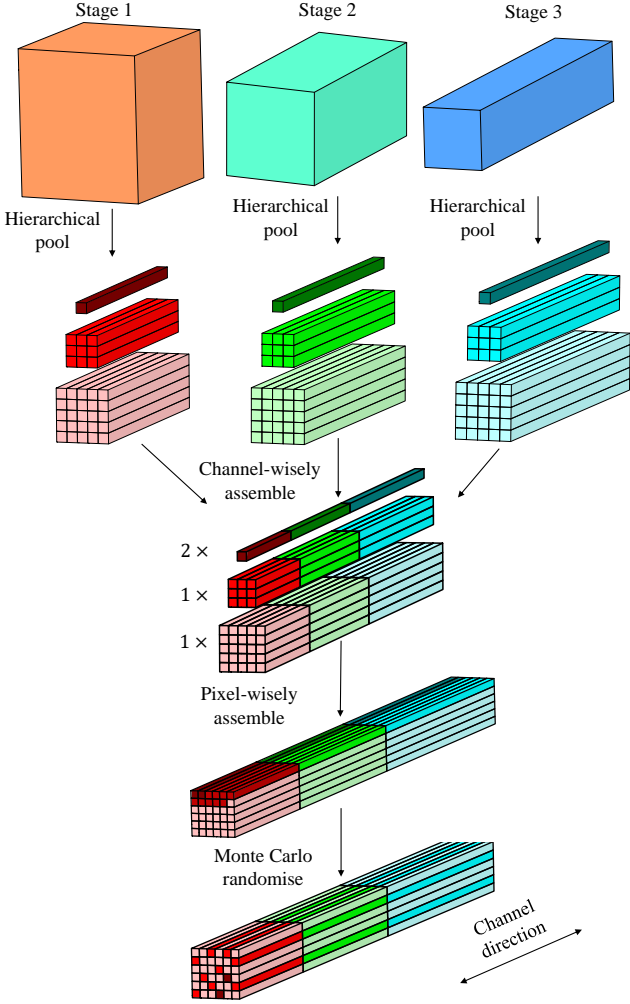 Stage 1
Stage 2
Stage 3
Hierarchical
pool
Hierarchical
pool
Hierarchical
pool
Channel-wisely
assemble
2 ×
1 ×
1 ×
Pixel-wisely
assemble
Monte Carlo
randomise
Channel
direction